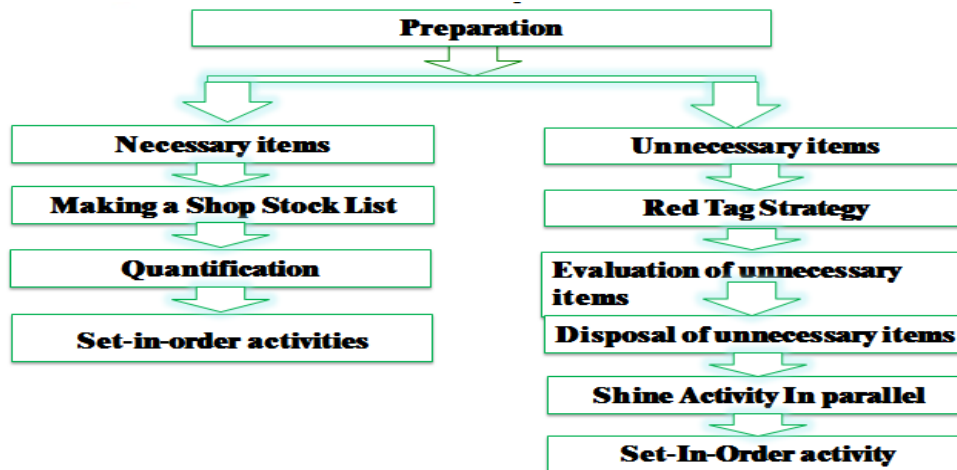 Preparation
Necessary items
Making a Shop Stock List
Quantification
Set-in-order activities
Unnecessary items
Red Tag Strategy
Evaluation of unnecessary
items
Disposal of unnecessary items
Shine Activity In parallel
Set-In-Order activity